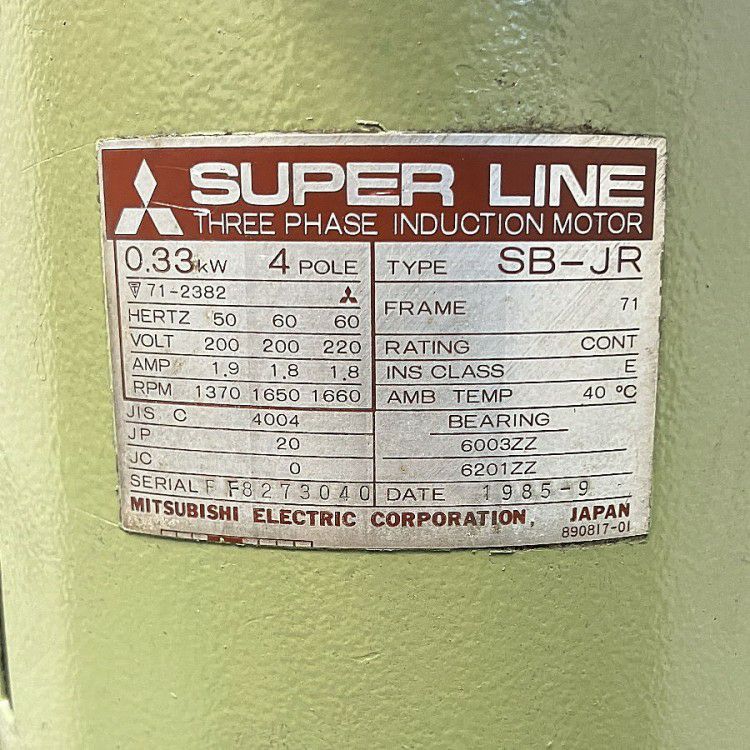 SUPER LINE
THREE PHASE INDUCTION MOTOR
0.33 kW 4 POLE
71-2382
HERTZ 50 60 60
VOLT 200 200 220
AMP 1.9 1.8 1.8
RPM 1370 1650 1660
JIS C 4004
JP 20
JC 0
SERIAL F F8273040
TYPE SB-JR
FRAME 71
RATING CONT
INS CLASS E
AMB TEMP 40 °C
BEARING
6003ZZ
6201ZZ
DATE 1985-9
MITSUBISHI ELECTRIC CORPORATION, JAPAN
890817-01